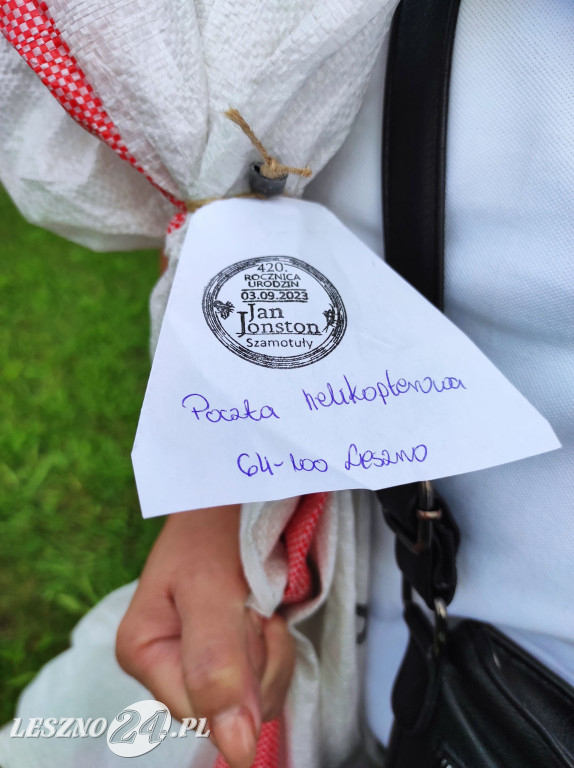 420.
ROCZNICA
URODZIN
03.09.2023
Jan
Jonston
Szamotuły
Poczta helikopterowa
64-100 Leszno
LESZNO24.PL